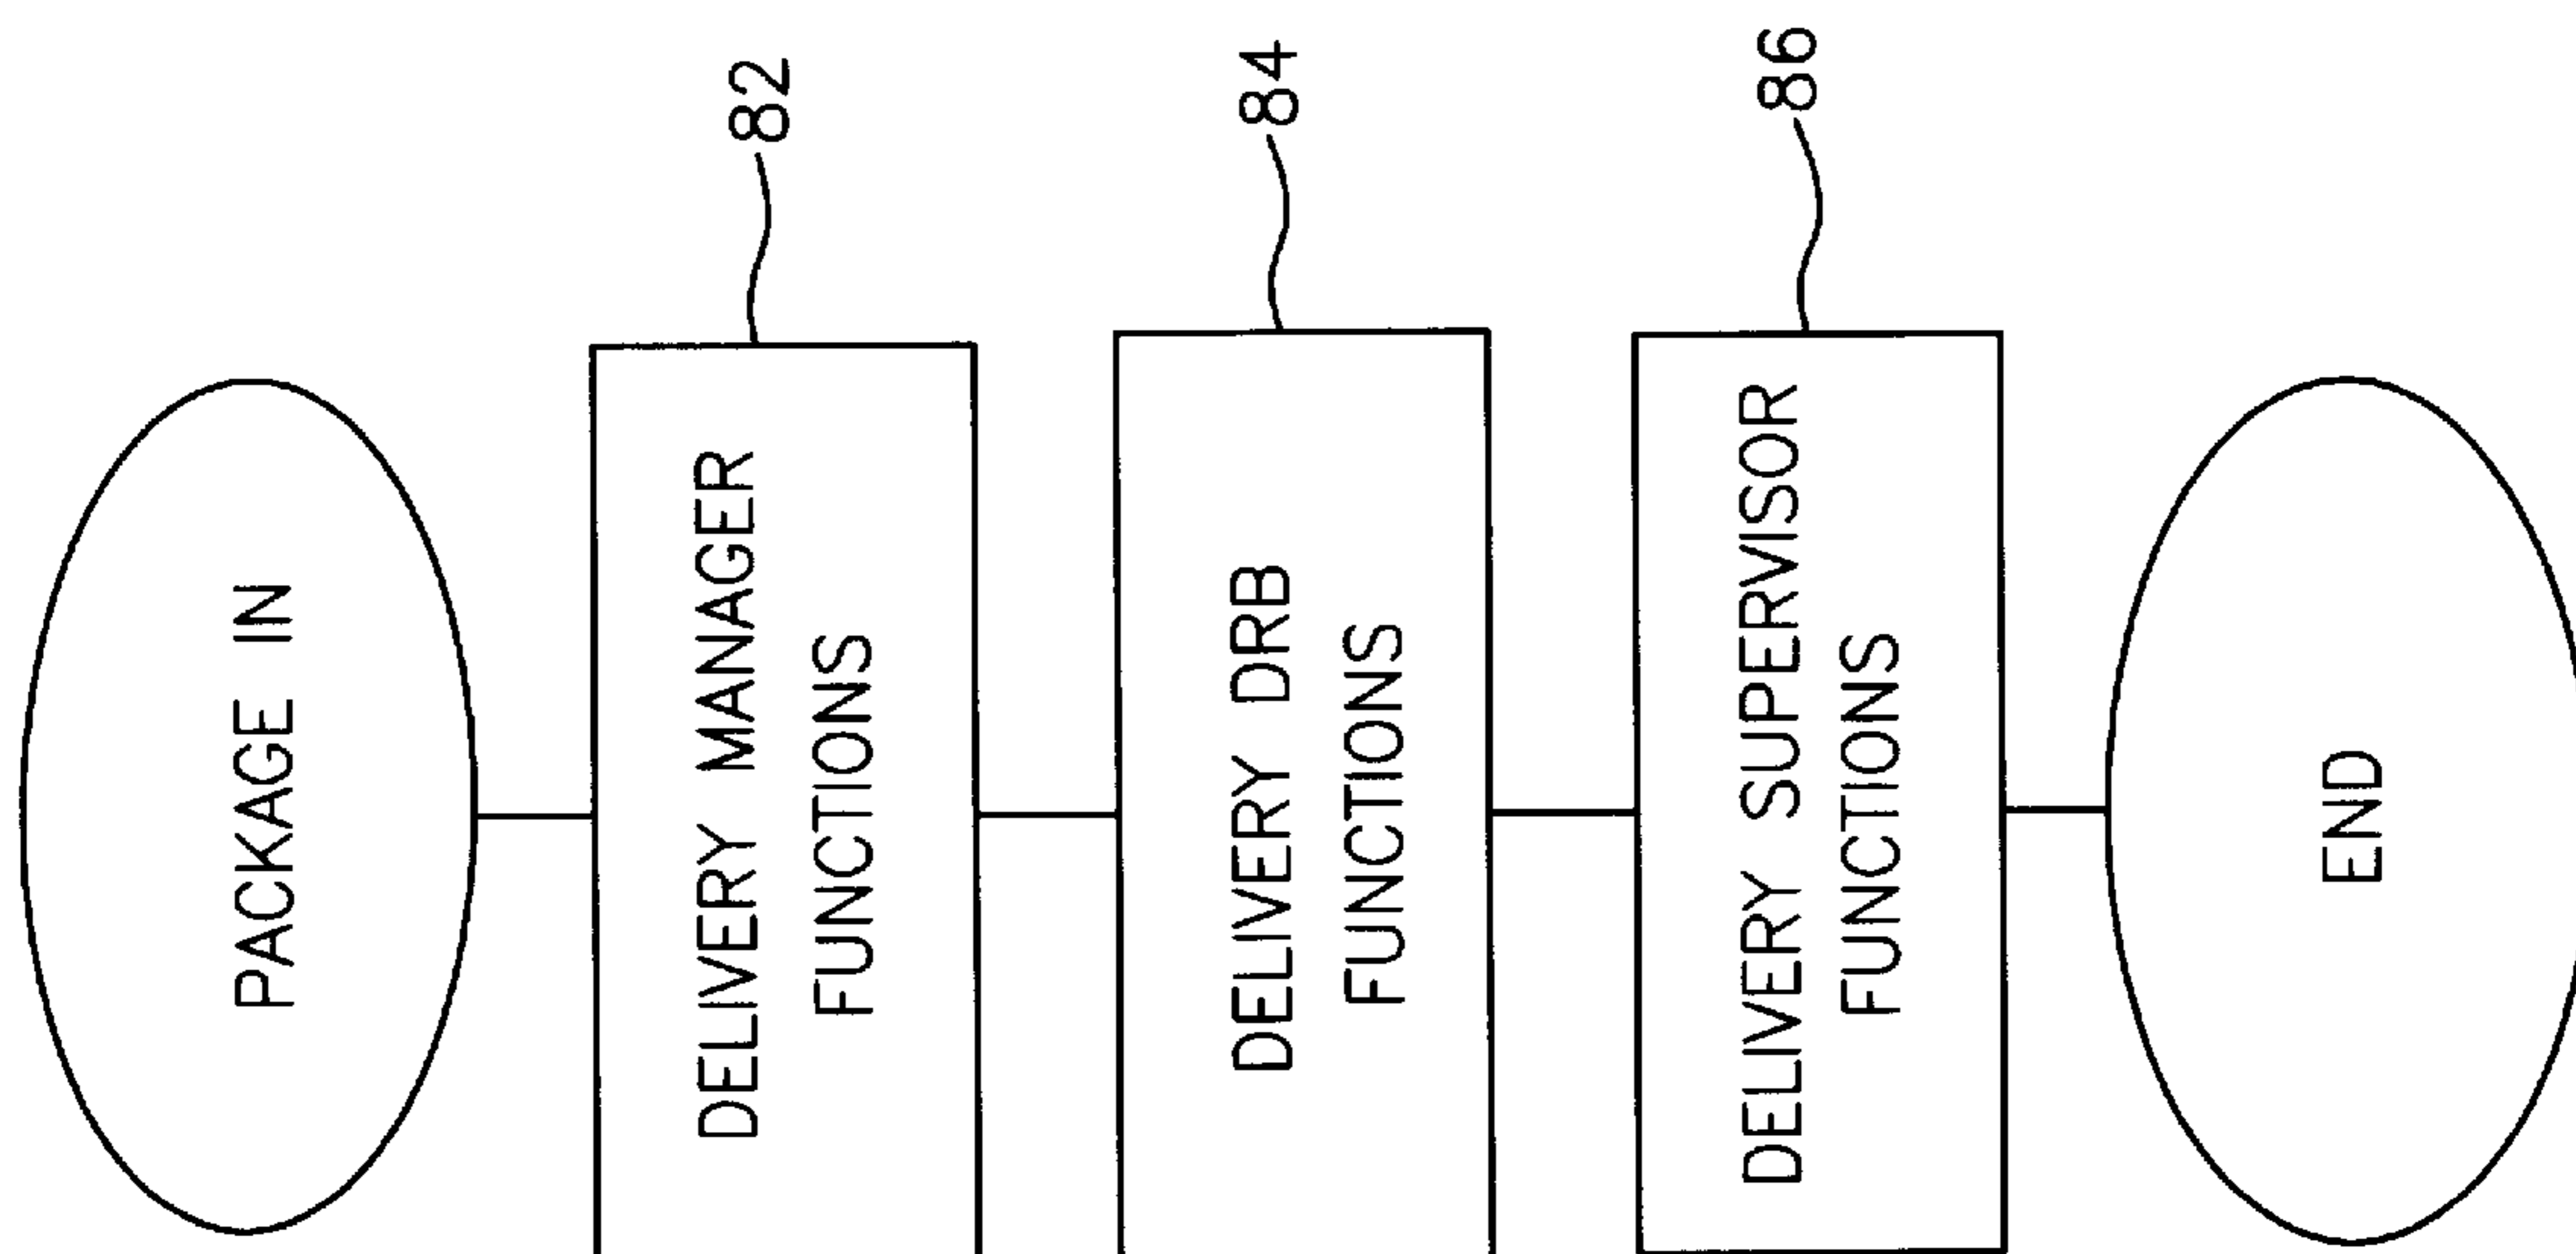 PACKAGE IN
DELIVERY MANAGER
FUNCTIONS
82
DELIVERY DRB
FUNCTIONS
84
DELIVERY SUPERVISOR
FUNCTIONS
86
END